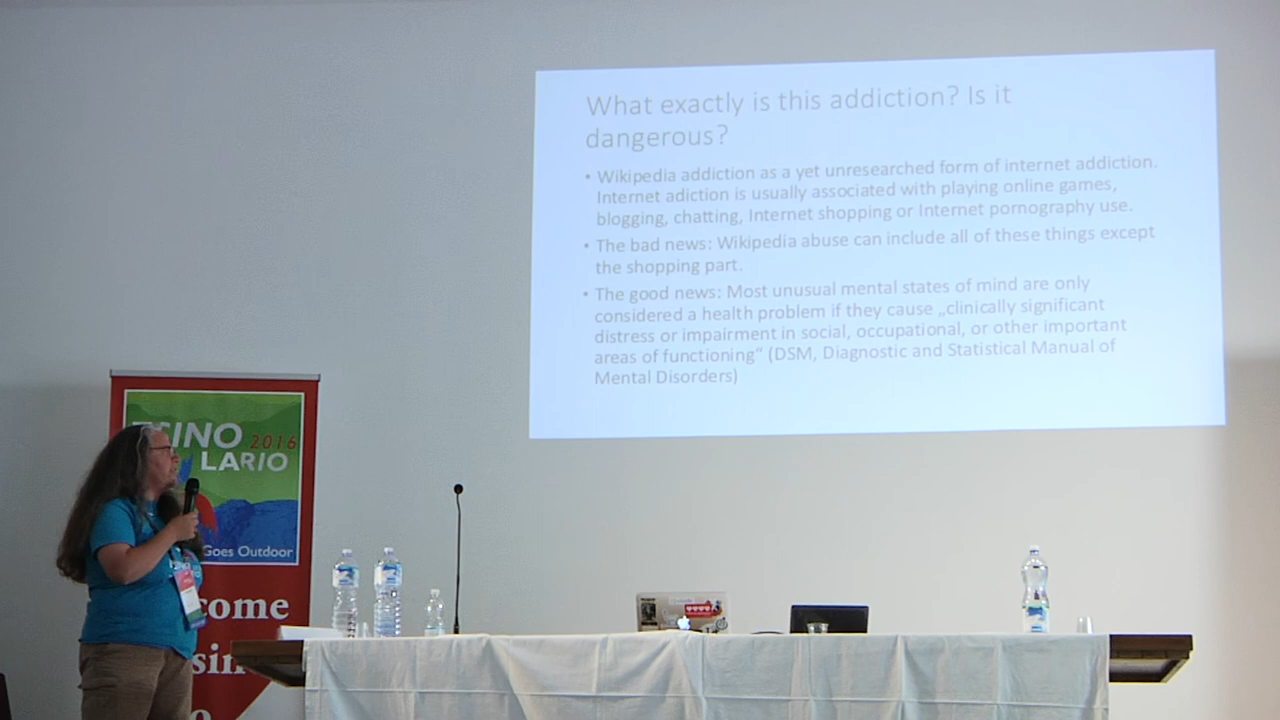 What exactly is this addiction? Is it
dangerous?
• Wikipedia addiction as a yet unresearched form of internet addiction.
Internet adiction is usually associated with playing online games,
blogging, chatting, Internet shopping or Internet pornography use.
• The bad news: Wikipedia abuse can include all of these things except
the shopping part.
• The good news: Most unusual mental states of mind are only
considered a health problem if they cause „clinically significant
distress or impairment in social, occupational, or other important
areas of functioning“ (DSM, Diagnostic and Statistical Manual of
Mental Disorders)
SINO 2016
LARIO
Goes Outdoor
come
sin